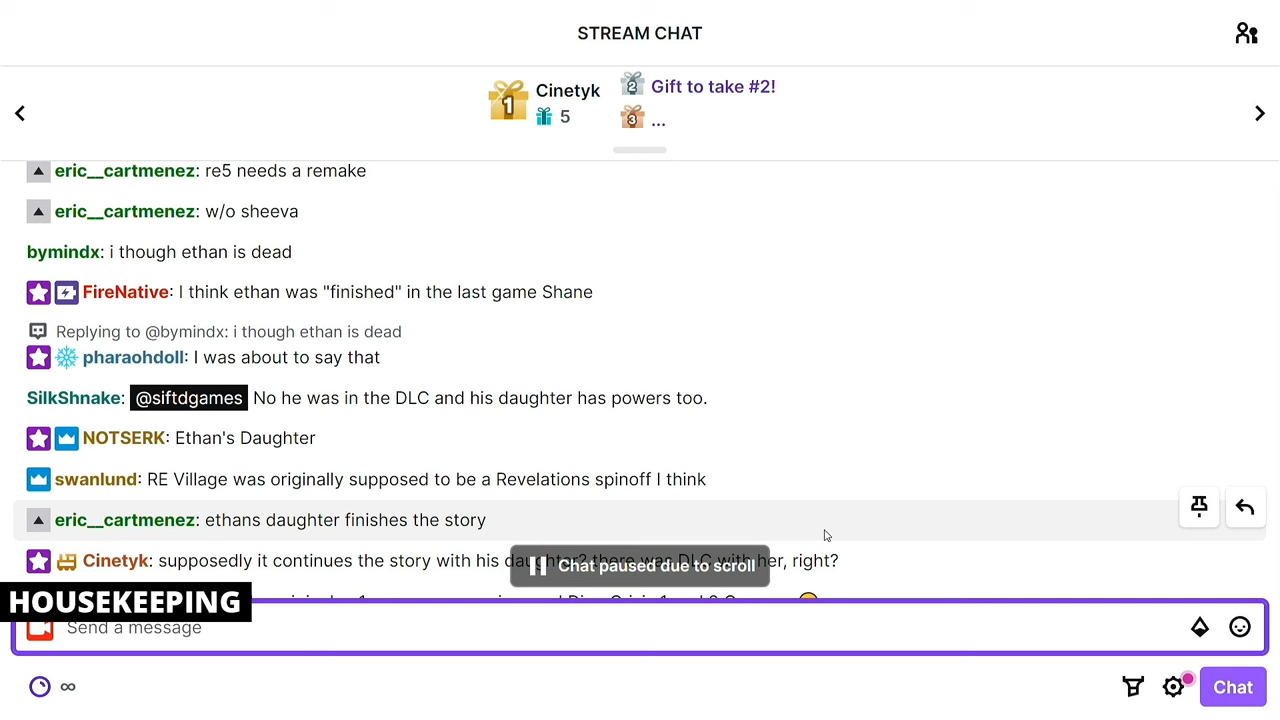 STREAM CHAT
1 Cinetyk
5
2 Gift to take #2!
3 ...
eric__cartmenez: re5 needs a remake
eric__cartmenez: w/o sheeva
bymindx: i though ethan is dead
FireNative: I think ethan was "finished" in the last game Shane
Replying to @bymindx: i though ethan is dead
pharaohdoll: I was about to say that
SilkShnake: @siftdgames No he was in the DLC and his daughter has powers too.
NOTSERK: Ethan's Daughter
swanlund: RE Village was originally supposed to be a Revelations spinoff I think
eric__cartmenez: ethans daughter finishes the story
Cinetyk: supposedly it continues the story with his daughter? there was DLC with her, right?
Chat paused due to scroll
HOUSEKEEPING
Send a message
∞
Chat